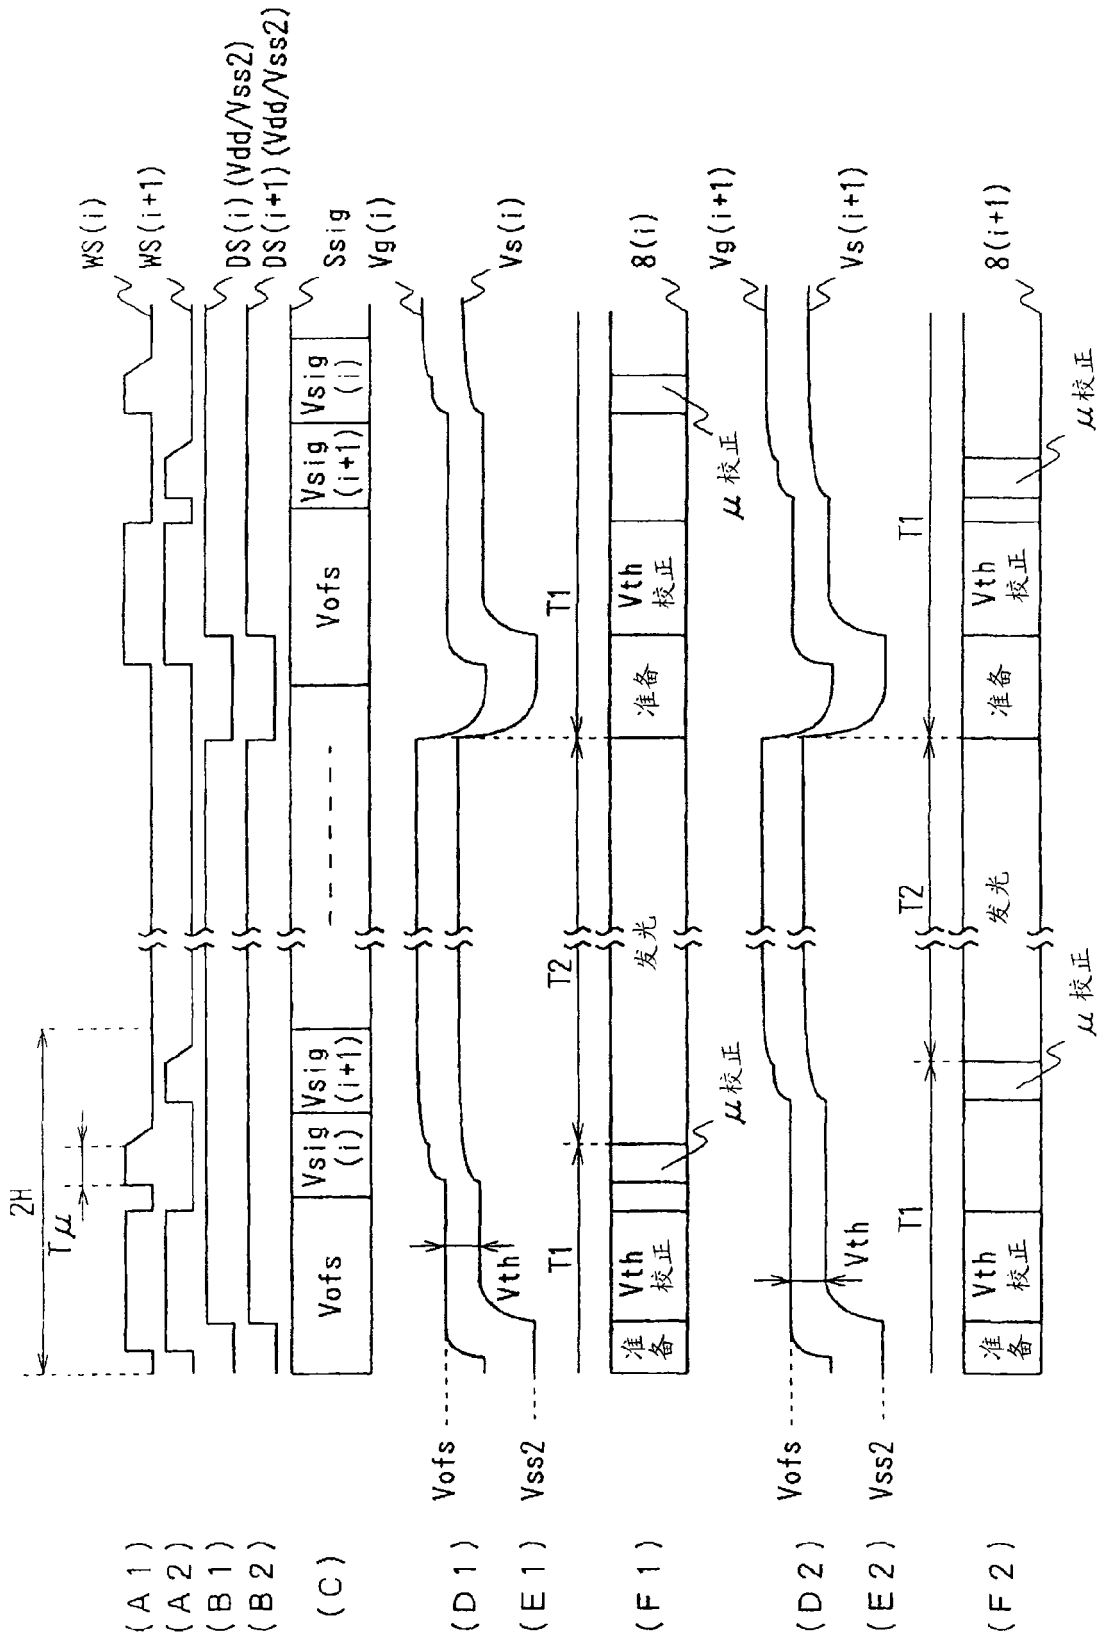 2H
Tμ
(A1)
WS(i)
(A2)
WS(i+1)
(B1)
DS(i)(Vdd/Vss2)
(B2)
DS(i+1)(Vdd/Vss2)
(C)
Vofs
Vsig
(i)
Vsig
(i+1)
Vofs
Vsig
(i+1)
Vsig
(i)
Ssig
(D1)
Vofs
Vg(i)
Vth
(E1)
Vss2
Vs(i)
T1
T2
T1
(F1)
准备
Vth
校正
发光
准备
Vth
校正
8(i)
μ校正
μ校正
(D2)
Vofs
Vg(i+1)
Vth
(E2)
Vss2
Vs(i+1)
T1
T2
T1
(F2)
准备
Vth
校正
发光
准备
Vth
校正
8(i+1)
μ校正
μ校正